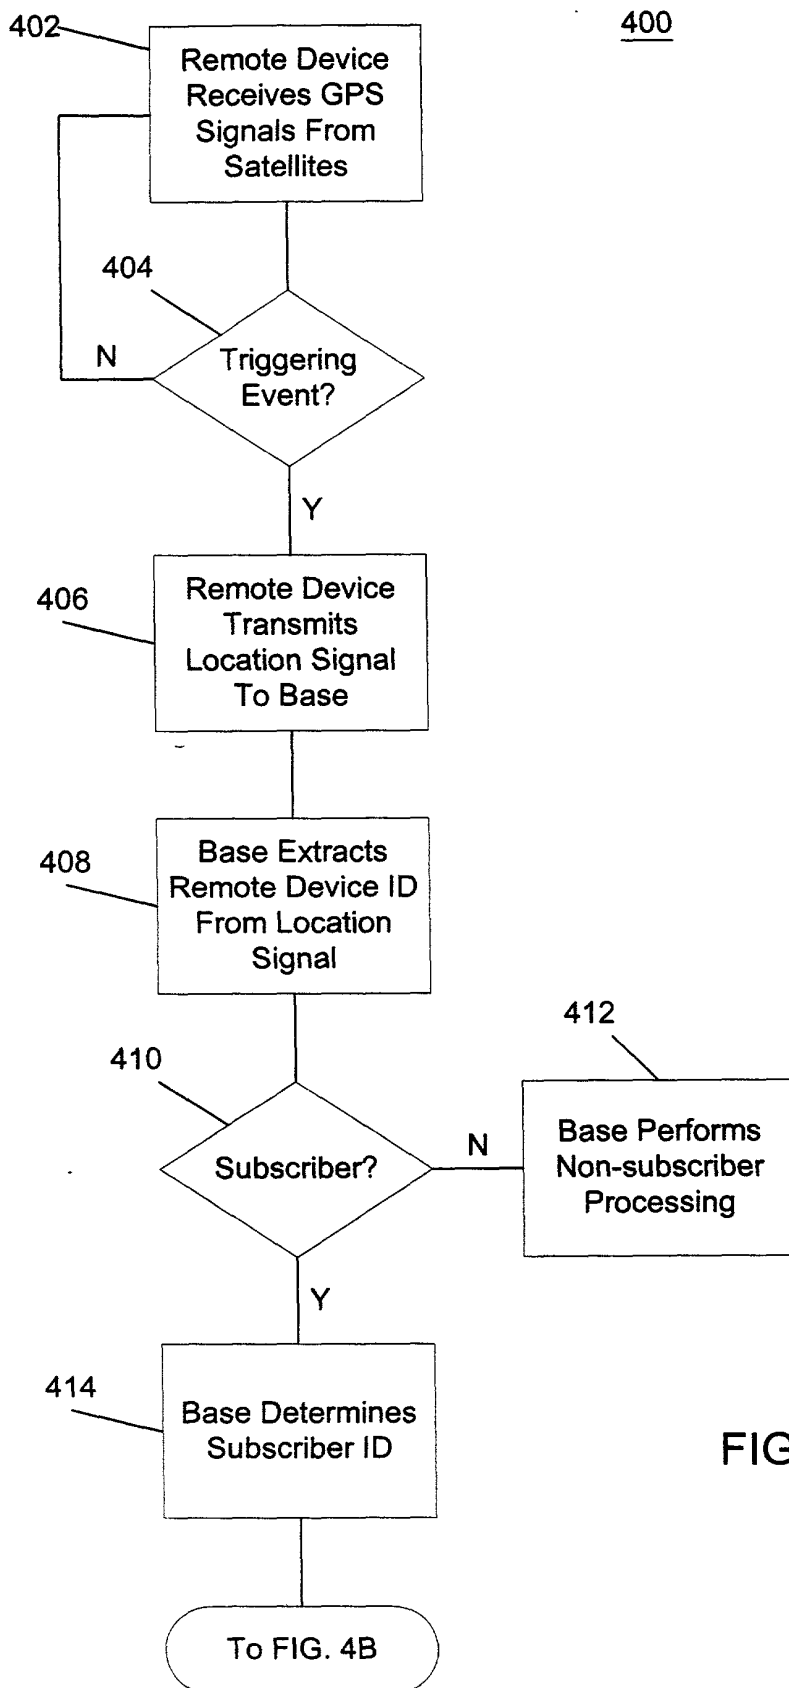 400
402
Remote Device
Receives GPS
Signals From
Satellites
404
N
Triggering
Event?
Y
406
Remote Device
Transmits
Location Signal
To Base
408
Base Extracts
Remote Device ID
From Location
Signal
410
Subscriber?
N
412
Base Performs
Non-subscriber
Processing
Y
414
Base Determines
Subscriber ID
FIG
To FIG. 4B